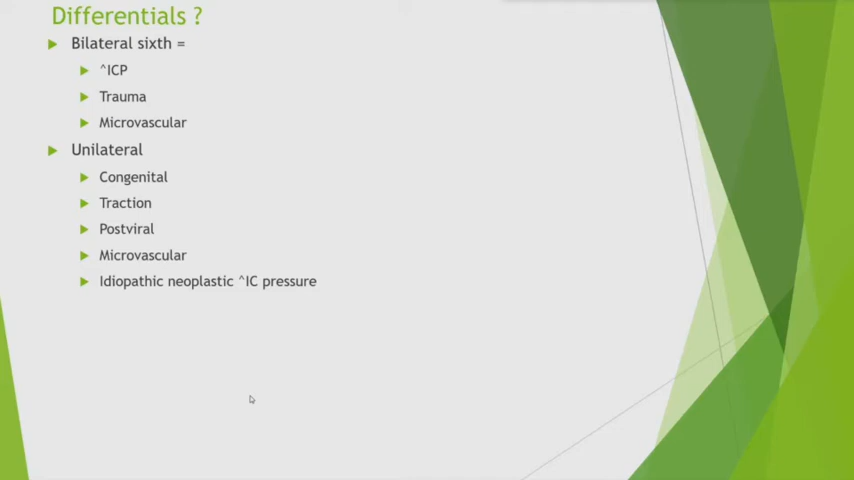 Differentials ?
Bilateral sixth =
^ICP
Trauma
Microvascular
Unilateral
Congenital
Traction
Postviral
Microvascular
Idiopathic neoplastic ^IC pressure